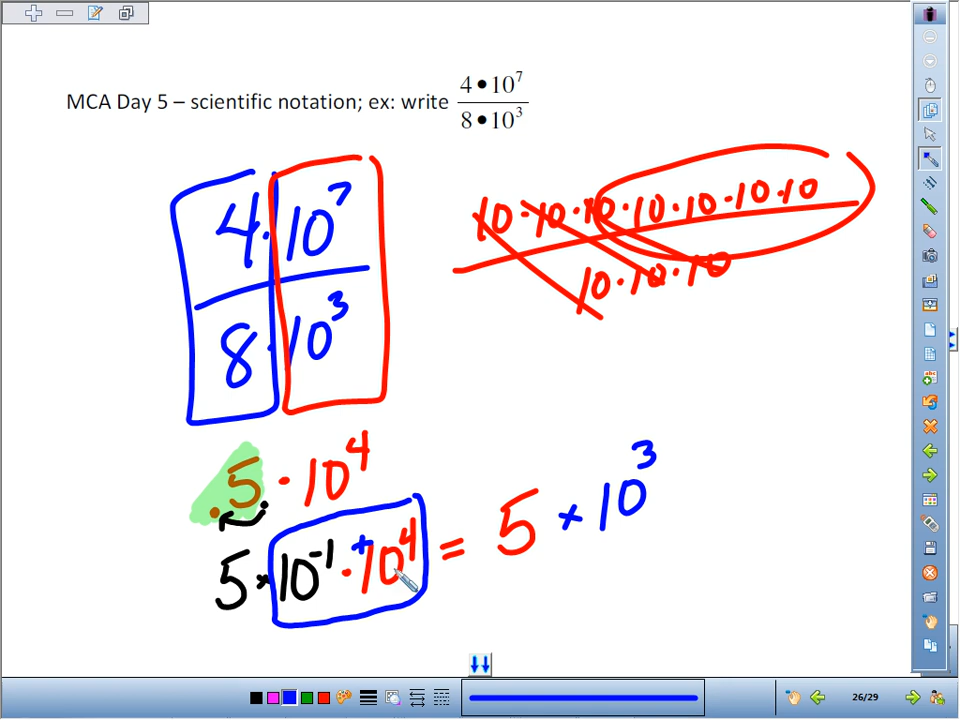 MCA Day 5 – scientific notation; ex: write 4•10⁷ / 8•10³
4·10⁷ / 8·10³
10·10·10·10·10·10·10 / 10·10·10
.5 · 10⁴
5 × 10⁻¹ · ⁺10⁴ = 5 × 10³
26/29